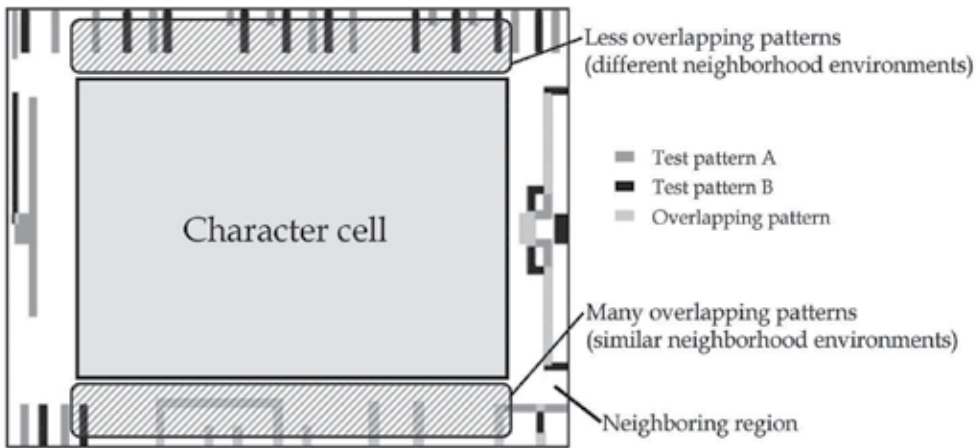 Less overlapping patterns
(different neighborhood environments)
Test pattern A
Test pattern B
Overlapping pattern
Character cell
Many overlapping patterns
(similar neighborhood environments)
Neighboring region